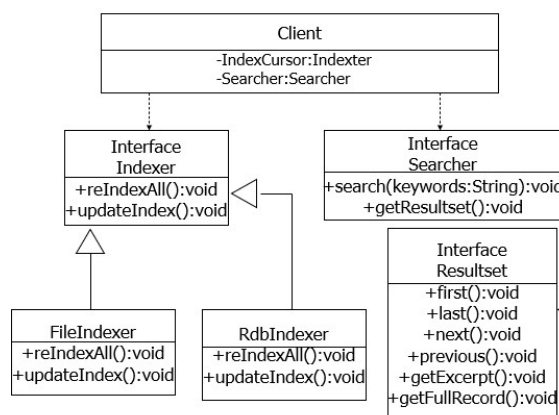 Client
-IndexCursor:Indexter
-Searcher:Searcher
Interface
Indexer
+reIndexAll():void
+updateIndex():void
Interface
Searcher
+search(keywords:String):void
+getResultset():void
Interface
Resultset
+first():void
+last():void
+next():void
+previous():void
+getExcerpt():void
+getFullRecord():void
FileIndexer
+reIndexAll():void
+updateIndex():void
RdbIndexer
+reIndexAll():void
+updateIndex():void